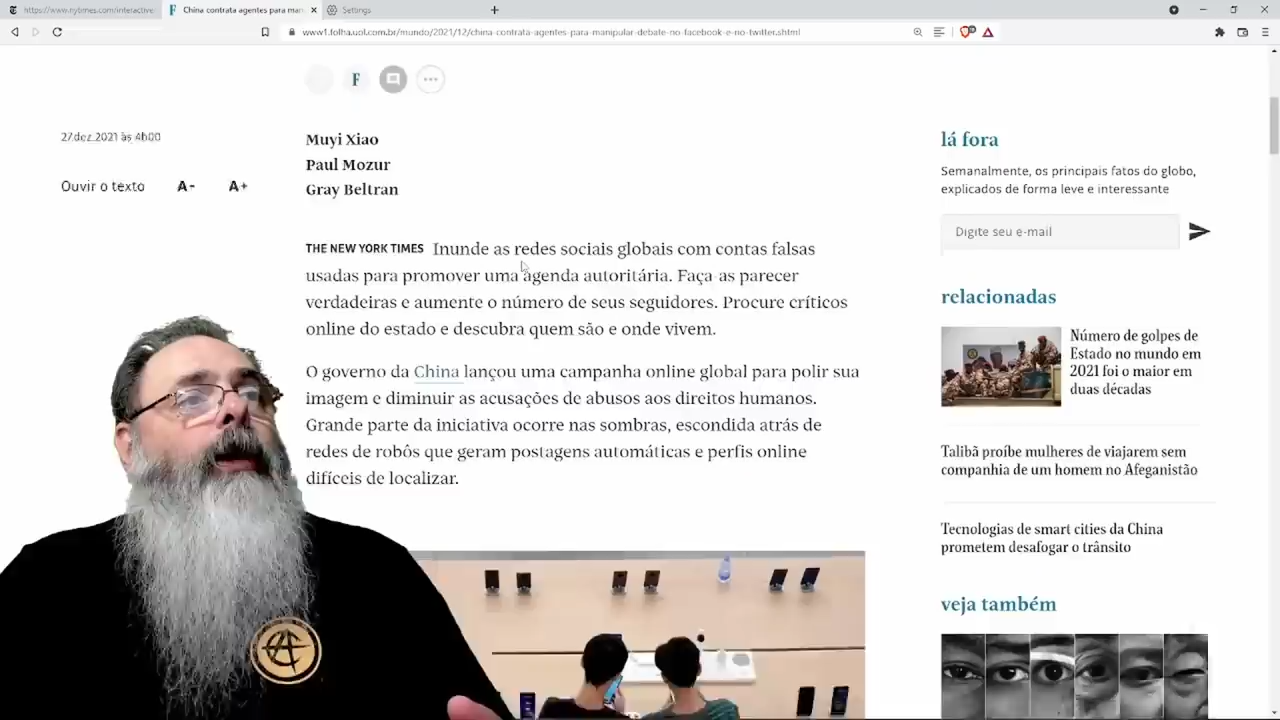 https://www.nytimes.com/interactive
China contrata agentes para man
Settings
www1.folha.uol.com.br/mundo/2021/12/china-contrata-agentes-para-manipular-debate-no-facebook-e-no-twitter.shtml
F
27.dez.2021 às 4h00
Ouvir o texto A- A+
Muyi Xiao
Paul Mozur
Gray Beltran
THE NEW YORK TIMES Inunde as redes sociais globais com contas falsas
usadas para promover uma agenda autoritária. Faça-as parecer
verdadeiras e aumente o número de seus seguidores. Procure críticos
online do estado e descubra quem são e onde vivem.
O governo da China lançou uma campanha online global para polir sua
imagem e diminuir as acusações de abusos aos direitos humanos.
Grande parte da iniciativa ocorre nas sombras, escondida atrás de
redes de robôs que geram postagens automáticas e perfis online
difíceis de localizar.
lá fora
Semanalmente, os principais fatos do globo,
explicados de forma leve e interessante
Digite seu e-mail
relacionadas
Número de golpes de
Estado no mundo em
2021 foi o maior em
duas décadas
Talibã proíbe mulheres de viajarem sem
companhia de um homem no Afeganistão
Tecnologias de smart cities da China
prometem desafogar o trânsito
veja também